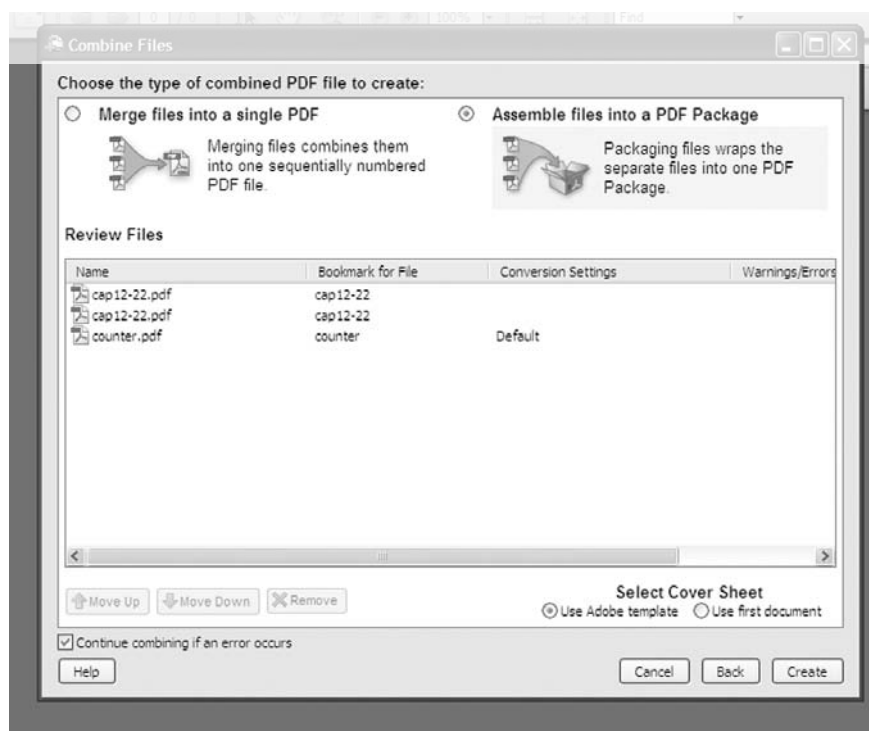 0 / 0 100% Find
Combine Files
Choose the type of combined PDF file to create:
Merge files into a single PDF
Merging files combines them
into one sequentially numbered
PDF file.
Assemble files into a PDF Package
Packaging files wraps the
separate files into one PDF
Package.
Review Files
Name Bookmark for File Conversion Settings Warnings/Errors
cap12-22.pdf cap12-22
cap12-22.pdf cap12-22
counter.pdf counter Default
Select Cover Sheet
Move Up Move Down Remove
Use Adobe template Use first document
Continue combining if an error occurs
Help Cancel Back Create